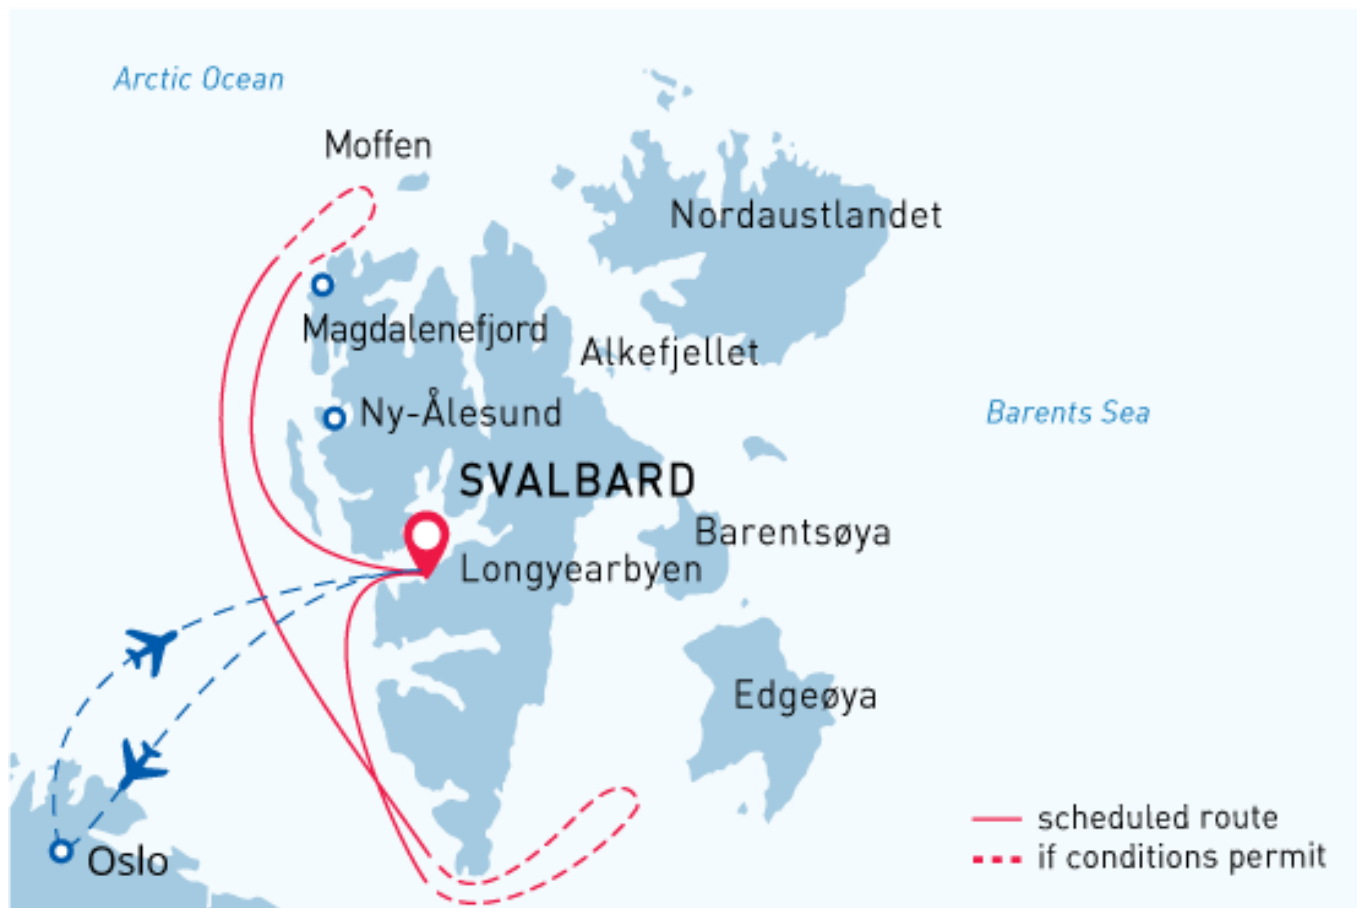 Arctic Ocean
Moffen
Nordaustlandet
Magdalenefjord
Alkefjellet
Ny-Ålesund
Barents Sea
SVALBARD
Barentsøya
Longyearbyen
Edgeøya
scheduled route
if conditions permit
Oslo